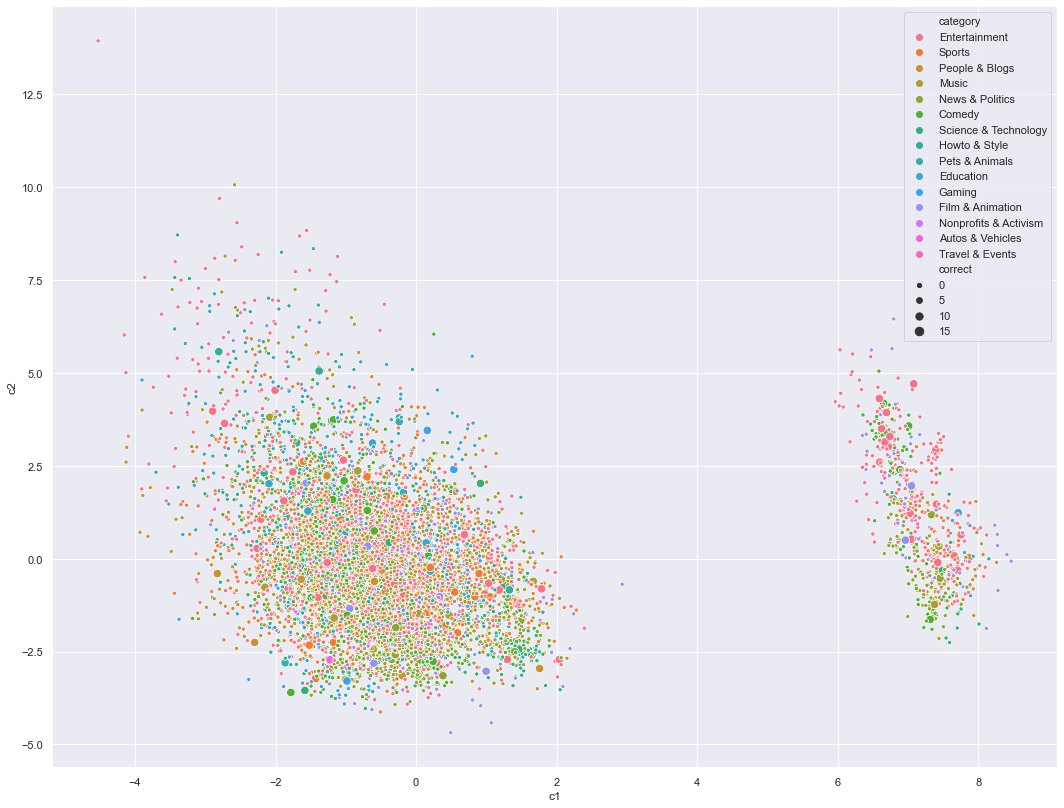 category
Entertainment
Sports
People & Blogs
Music
News & Politics
Comedy
Science & Technology
Howto & Style
Pets & Animals
Education
Gaming
Film & Animation
Nonprofits & Activism
Autos & Vehicles
Travel & Events
correct
0
5
10
15
12.5
10.0
7.5
5.0
2.5
0.0
−2.5
−5.0
c2
−4
−2
0
2
4
6
8
c1